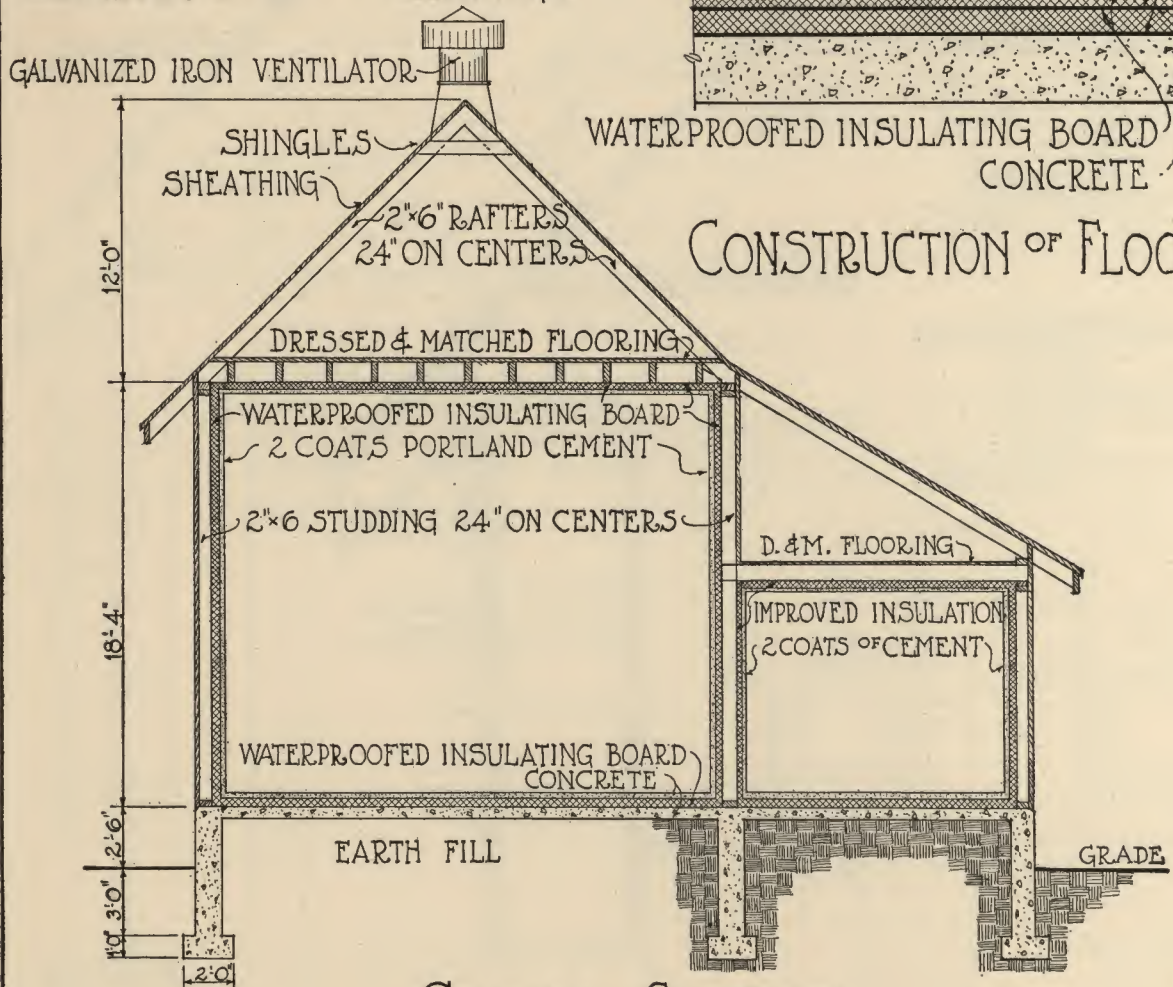 GALVANIZED IRON VENTILATOR
SHINGLES
SHEATHING
2"×6" RAFTERS
24" ON CENTERS
WATERPROOFED INSULATING BOARD
CONCRETE
CONSTRUCTION OF FLOO
12'-0"
DRESSED & MATCHED FLOORING
WATERPROOFED INSULATING BOARD
2 COATS PORTLAND CEMENT
2"×6 STUDDING 24" ON CENTERS
D. & M. FLOORING
18'-4"
IMPROVED INSULATION
2 COATS OF CEMENT
WATERPROOFED INSULATING BOARD
CONCRETE
2'-6"
EARTH FILL
GRADE
3'-0"
1'-0"
2'-0"